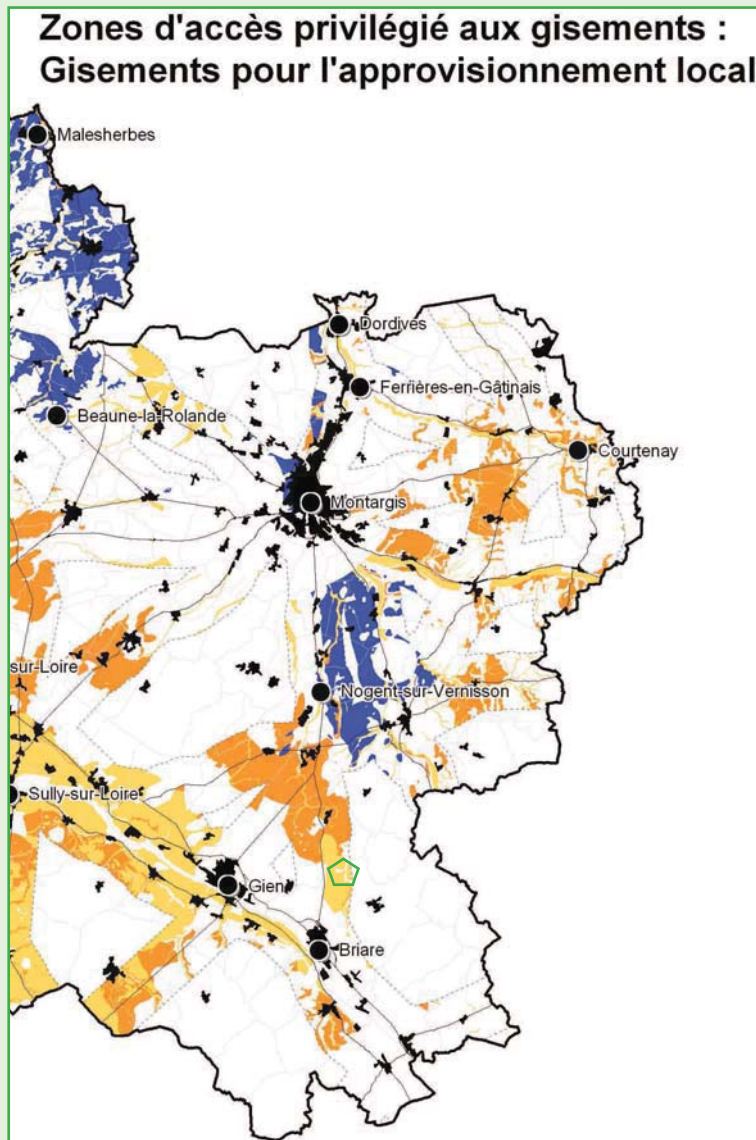 Zones d'accès privilégié aux gisements :
Gisements pour l'approvisionnement local
Malesherbes
Dordives
Ferrières-en-Gâtinais
Beaune-la-Rolande
Courtenay
Montargis
sur-Loire
Nogent-sur-Vernisson
Sully-sur-Loire
Gien
Briare